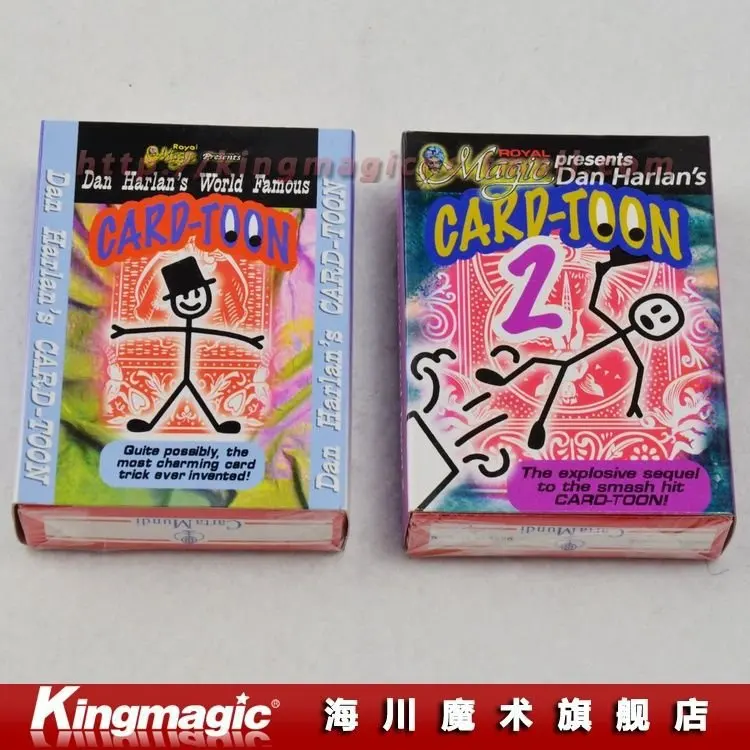 Royal
Magic Presents
Dan Harlan's World Famous
CARD-TOON
Dan Harlan's CARD-TOON
Dan Harlan's CARD-TOON
Quite possibly, the
most charming card
trick ever invented!
CartaMundi
ROYAL
Magic presents
Dan Harlan's
CARD-TOON
2
The explosive sequel
to the smash hit
CARD-TOON!
CartaMundi
Kingmagic® 海川魔术旗舰店